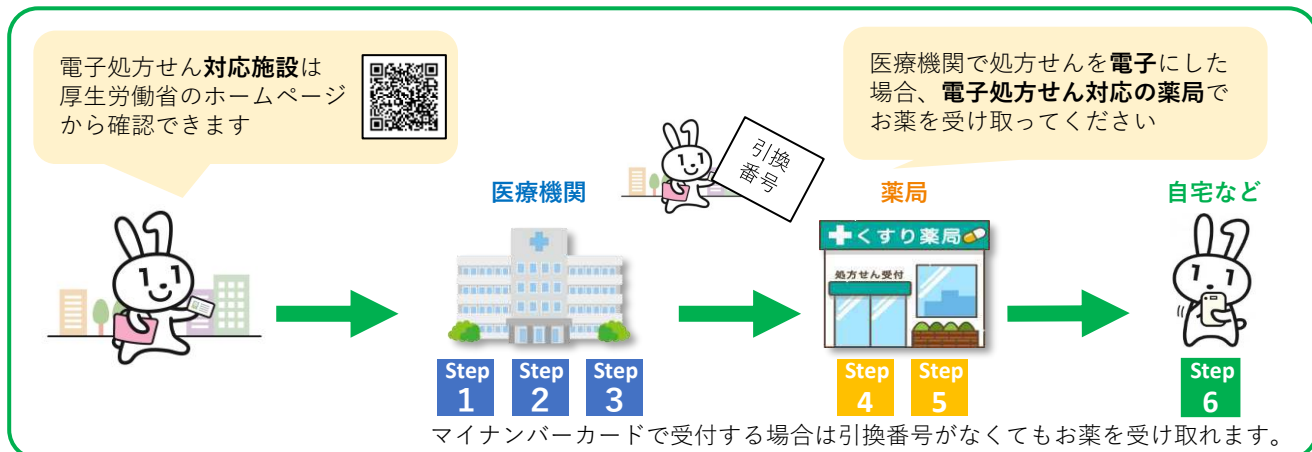 電子処方せん対応施設は
厚生労働省のホームページ
から確認できます
医療機関で処方せんを電子にした
場合、電子処方せん対応の薬局で
お薬を受け取ってください
引換
番号
医療機関
薬局
自宅など
くすり薬局
処方せん受付
Step
1
Step
2
Step
3
Step
4
Step
5
Step
6
マイナンバーカードで受付する場合は引換番号がなくてもお薬を受け取れます。